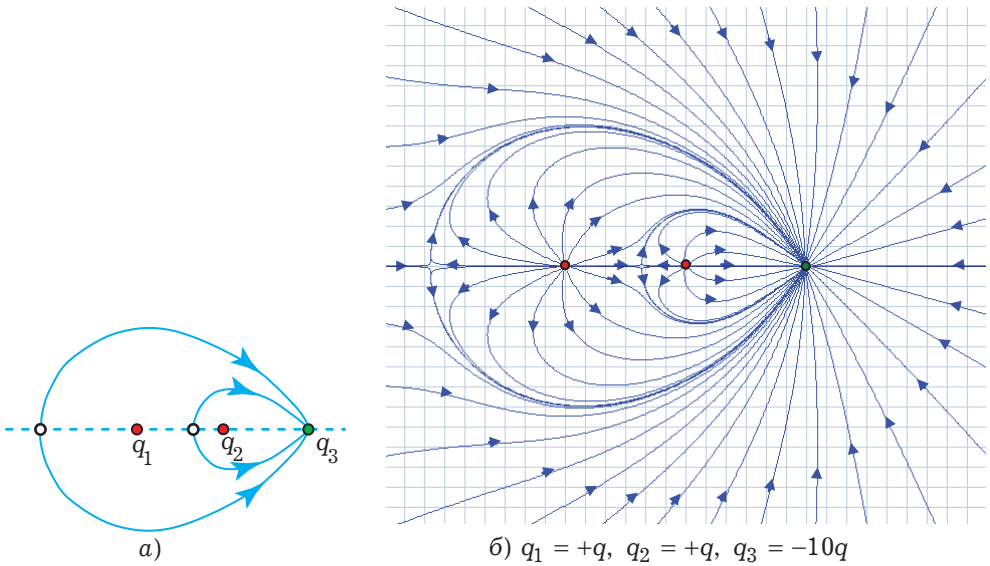 q₁
q₂
q₃
а)
б) q₁ = +q, q₂ = +q, q₃ = −10q